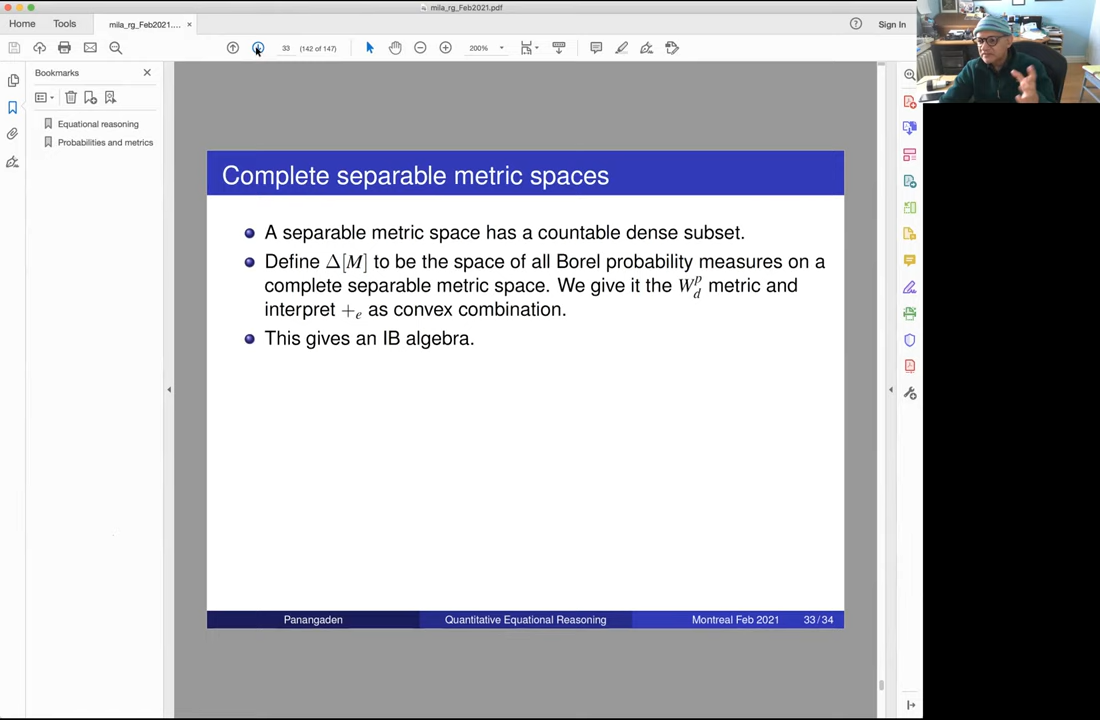 mila_rg_Feb2021.pdf
Home
Tools
mila_rg_Feb2021.... ×
Sign In
33
(142 of 147)
200%
Bookmarks
Equational reasoning
Probabilities and metrics
Complete separable metric spaces
A separable metric space has a countable dense subset.
Define Δ[M] to be the space of all Borel probability measures on a
complete separable metric space. We give it the W_d^p metric and
interpret +_e as convex combination.
This gives an IB algebra.
Panangaden
Quantitative Equational Reasoning
Montreal Feb 2021
33/34